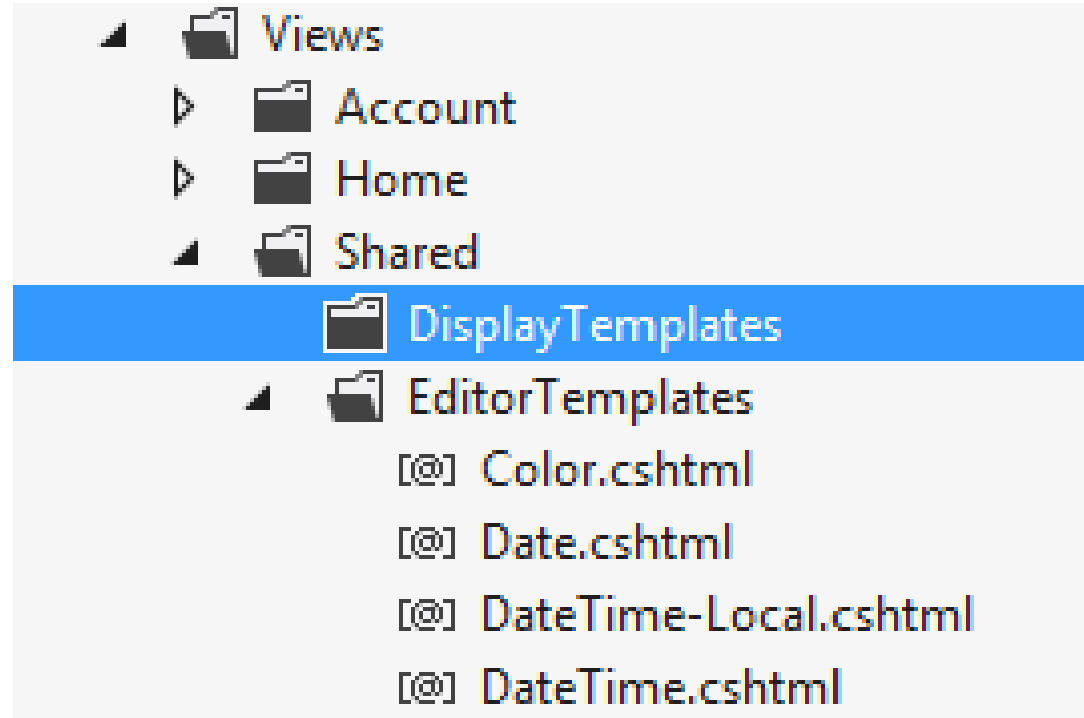 Views
Account
Home
Shared
DisplayTemplates
EditorTemplates
[@] Color.cshtml
[@] Date.cshtml
[@] DateTime-Local.cshtml
[@] DateTime.cshtml